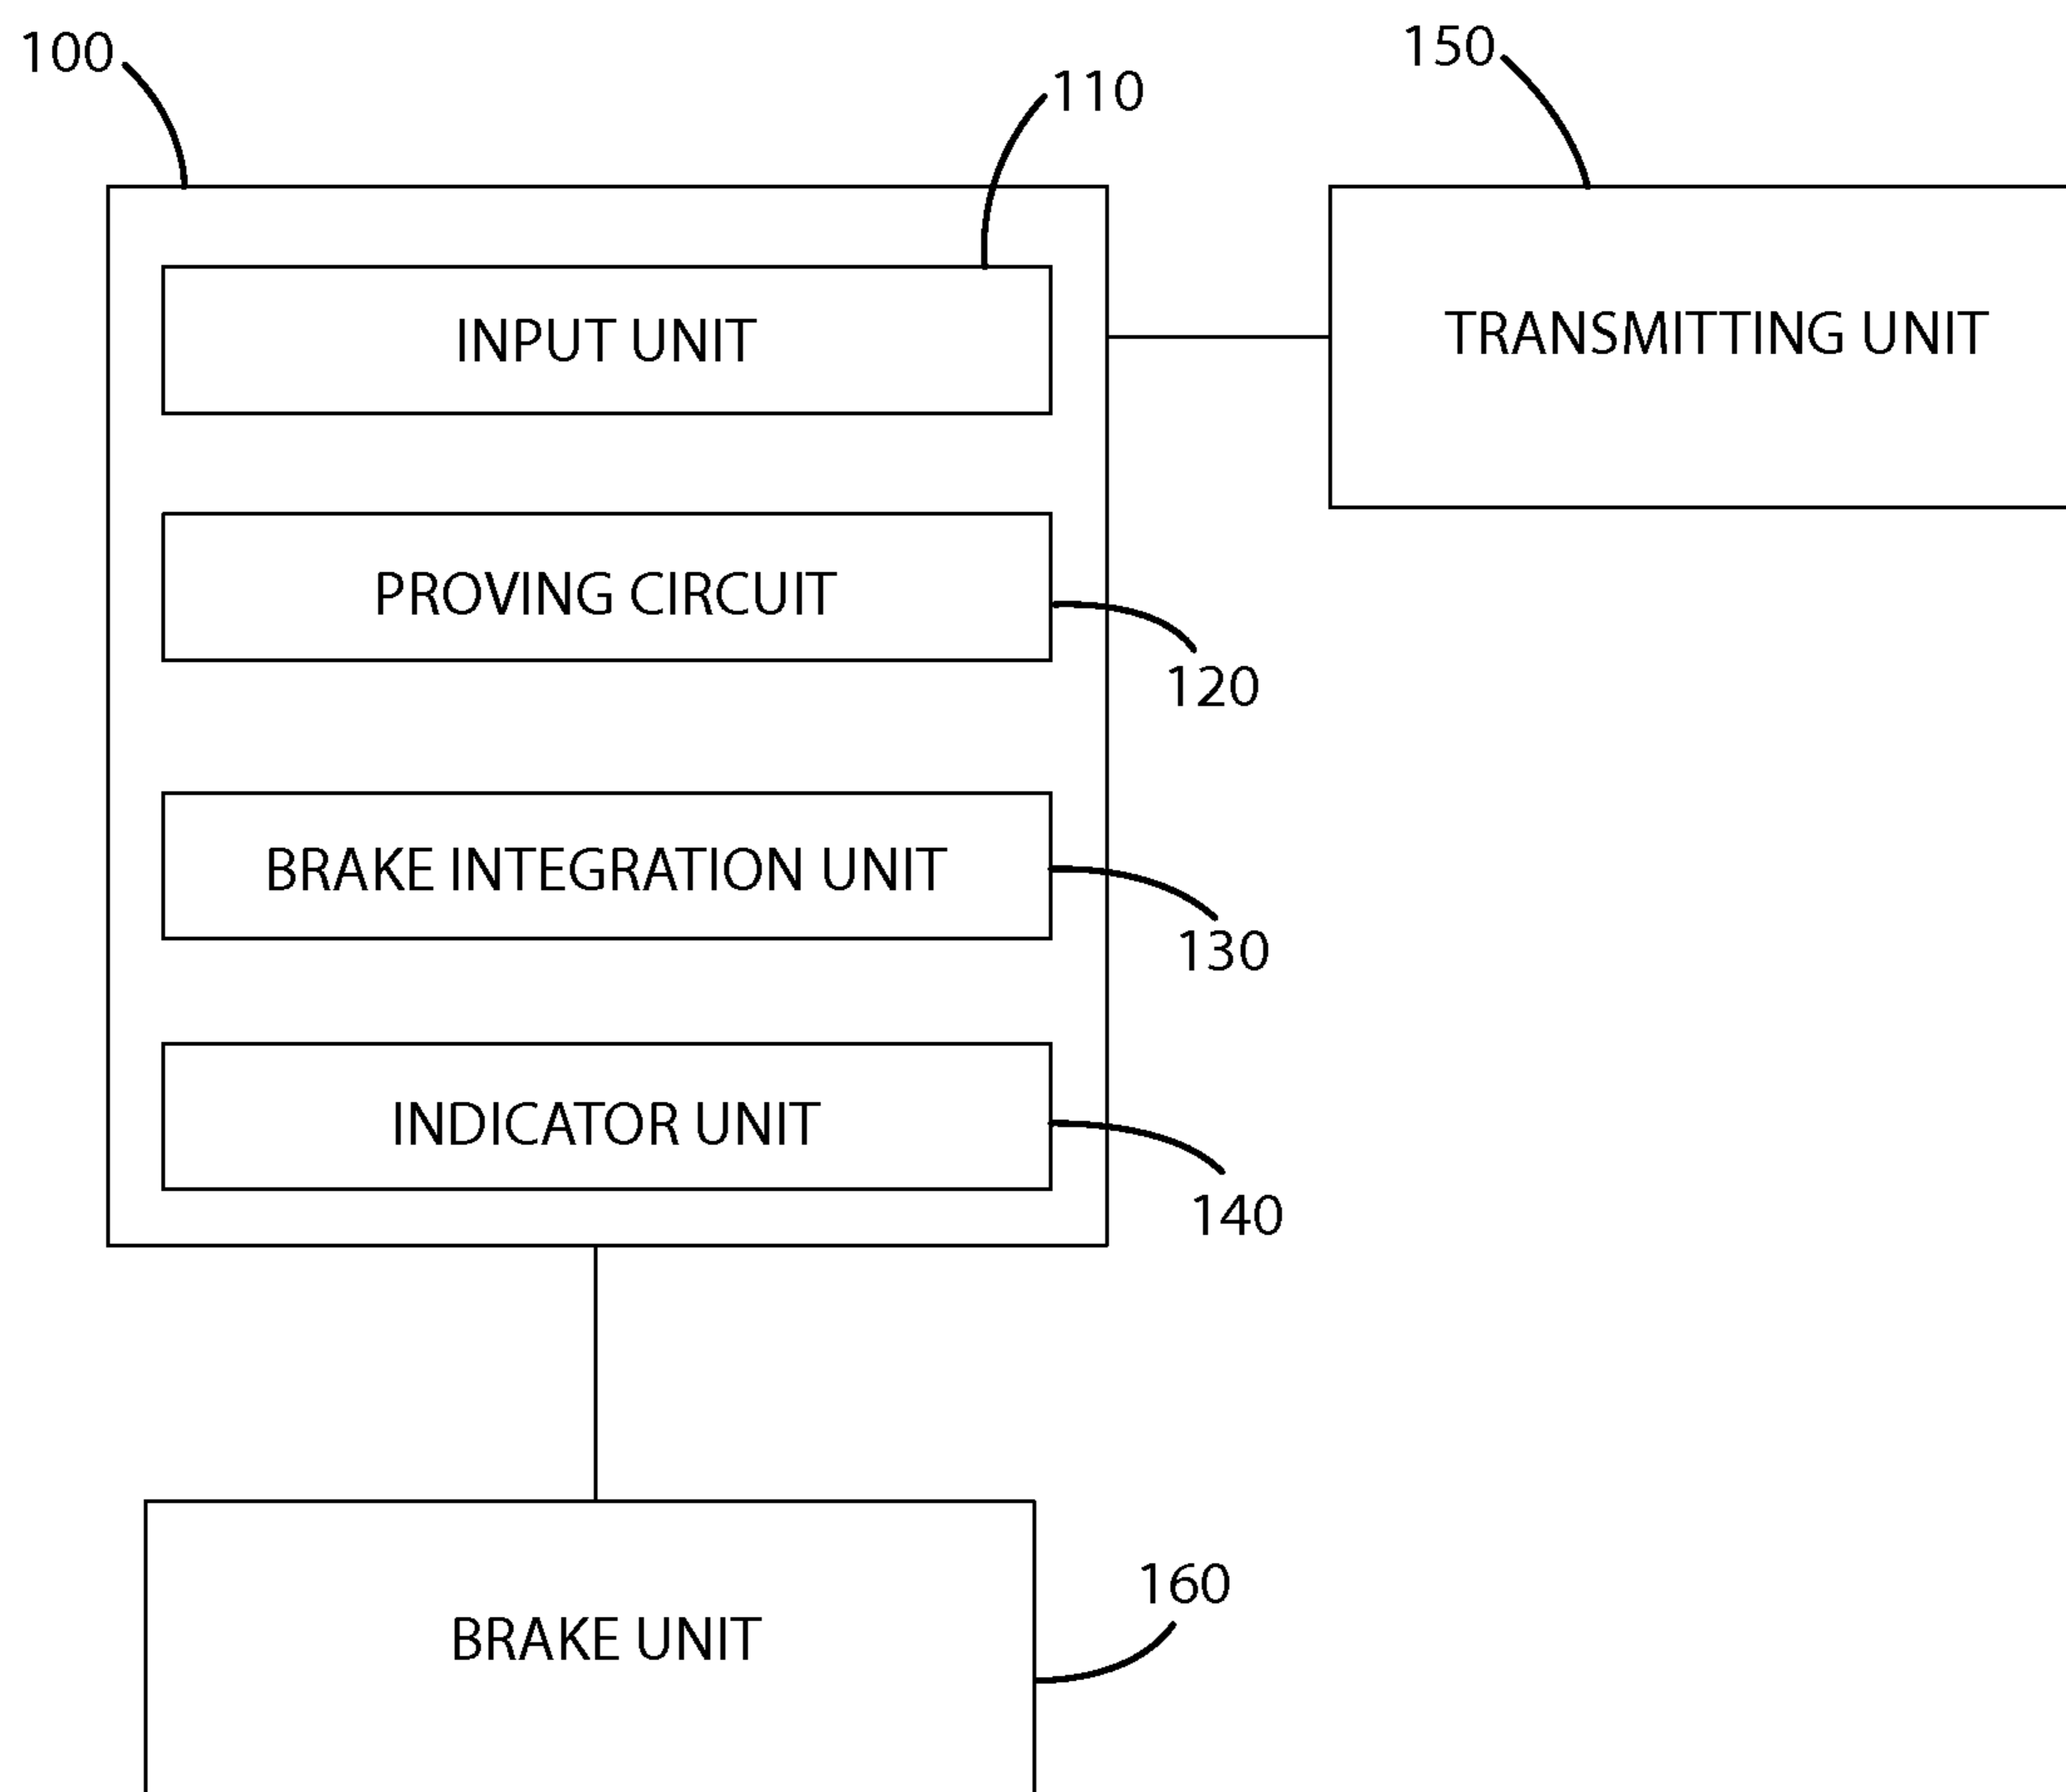 100
150
110
INPUT UNIT
TRANSMITTING UNIT
PROVING CIRCUIT
120
BRAKE INTEGRATION UNIT
130
INDICATOR UNIT
140
160
BRAKE UNIT